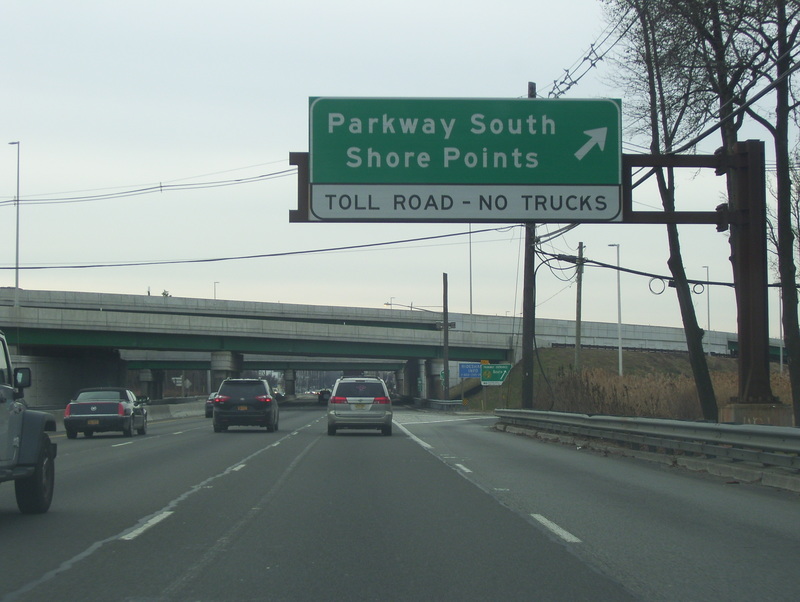 Parkway South
Shore Points
TOLL ROAD - NO TRUCKS